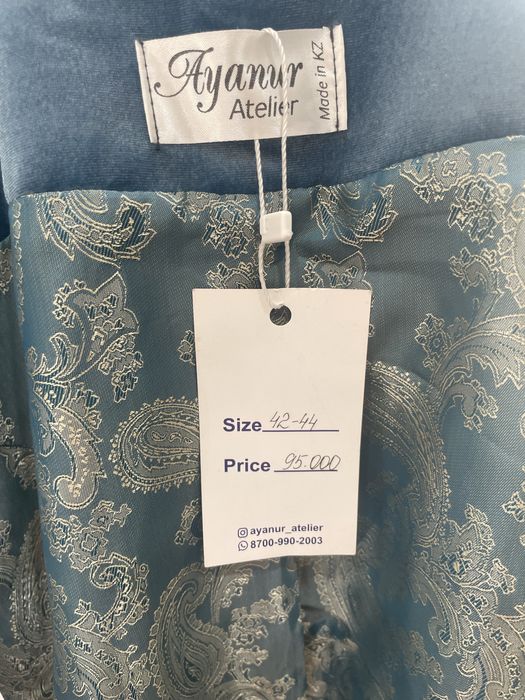 Ayanur
Atelier
Made in KZ
Size 42-44
Price 95.000
ayanur_atelier
8700-990-2003